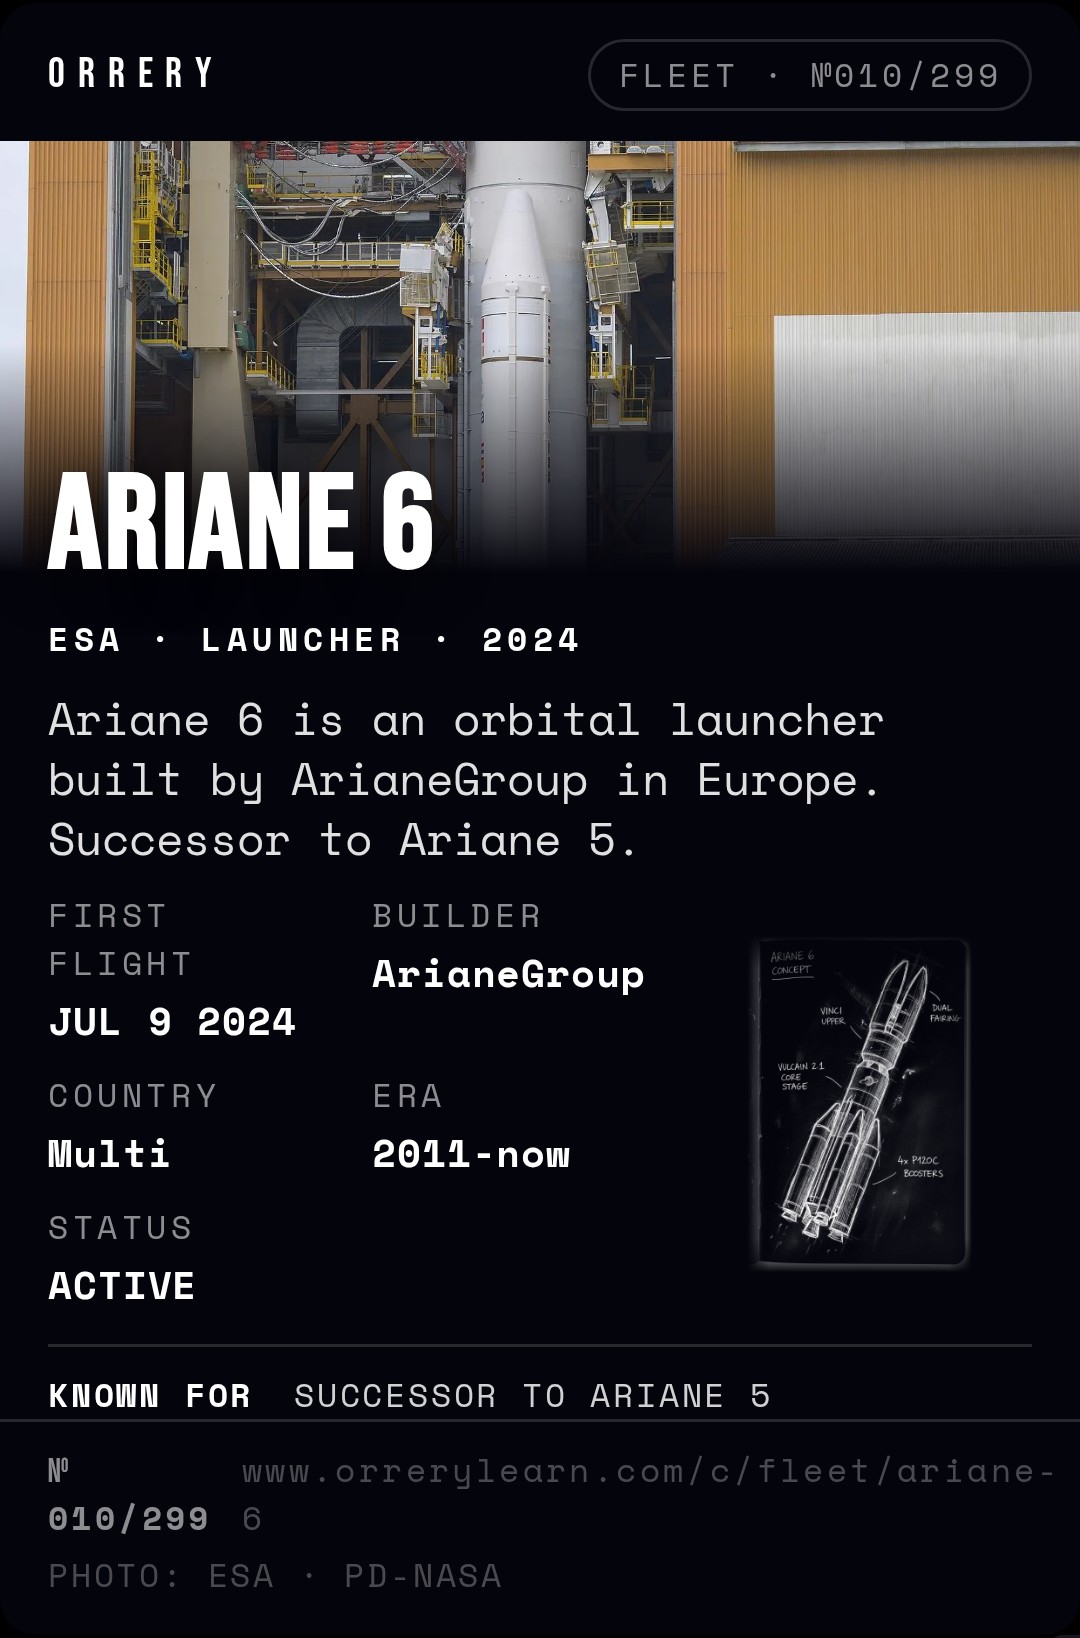 ORRERY
FLEET · №010/299
ARIANE 6
ESA · LAUNCHER · 2024
Ariane 6 is an orbital launcher
built by ArianeGroup in Europe.
Successor to Ariane 5.
FIRST
FLIGHT
JUL 9 2024
BUILDER
ArianeGroup
COUNTRY
Multi
ERA
2011-now
STATUS
ACTIVE
ARIANE 6
CONCEPT
VINCI
UPPER
DUAL
FAIRING
VULCAIN 2.1
CORE
STAGE
4x P120C
BOOSTERS
KNOWN FOR SUCCESSOR TO ARIANE 5
№
010/299
www.orrerylearn.com/c/fleet/ariane-
6
PHOTO: ESA · PD-NASA